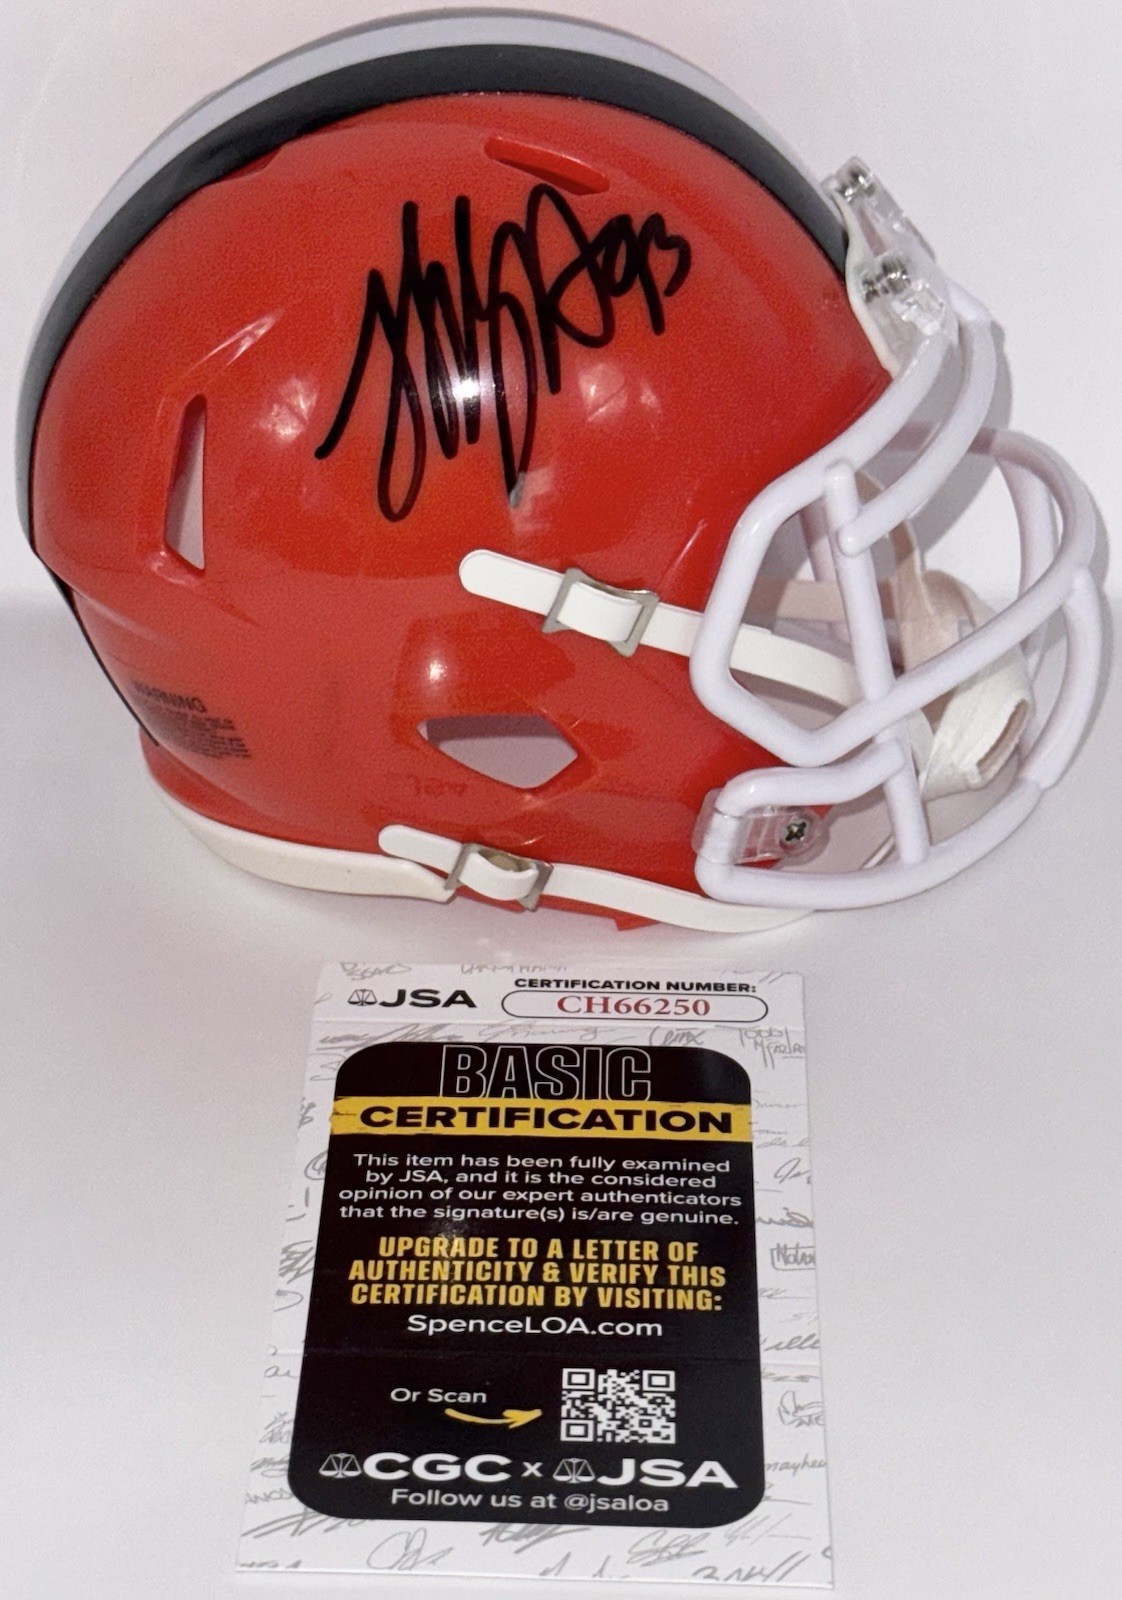 93
WARNING
JSA
CERTIFICATION NUMBER:
CH66250
BASIC
CERTIFICATION
This item has been fully examined
by JSA, and it is the considered
opinion of our expert authenticators
that the signature(s) is/are genuine.
UPGRADE TO A LETTER OF
AUTHENTICITY & VERIFY THIS
CERTIFICATION BY VISITING:
SpenceLOA.com
Or Scan
CGC x JSA
Follow us at @jsaloa